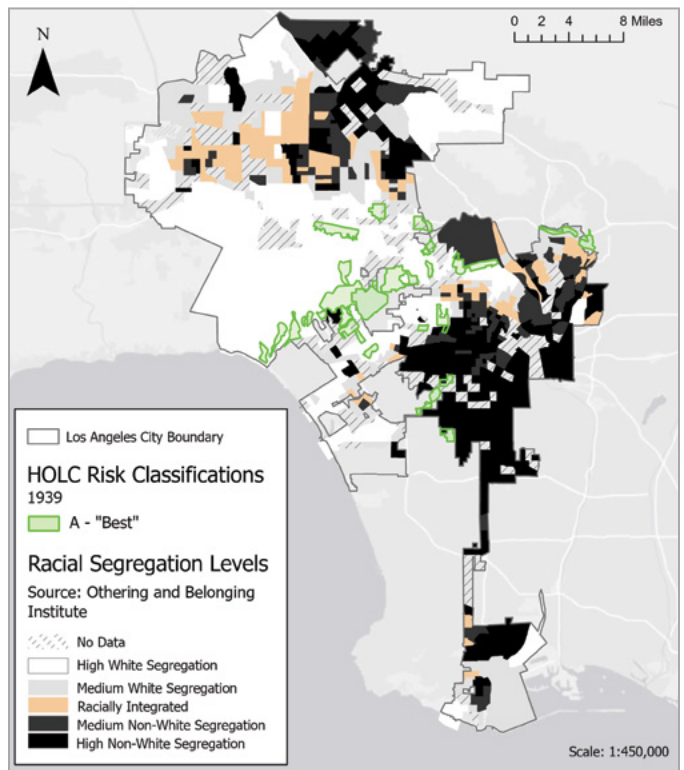 N
0 2 4 8 Miles
Los Angeles City Boundary
HOLC Risk Classifications
1939
A - "Best"
Racial Segregation Levels
Source: Othering and Belonging
Institute
No Data
High White Segregation
Medium White Segregation
Racially Integrated
Medium Non-White Segregation
High Non-White Segregation
Scale: 1:450,000